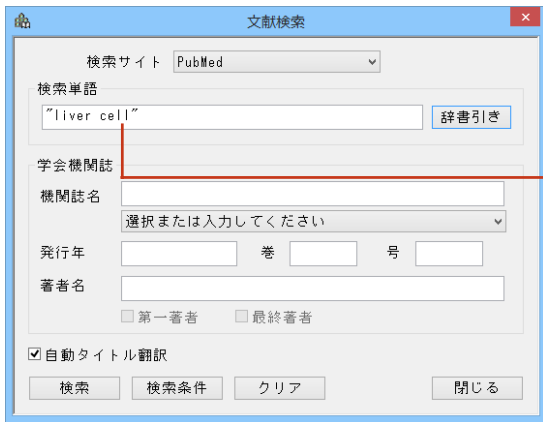 文献検索
検索サイト PubMed
検索単語
"liver cell" 辞書引き
学会機関誌
機関誌名
選択または入力してください
発行年 巻 号
著者名
第一著者 最終著者
自動タイトル翻訳
検索 検索条件 クリア 閉じる